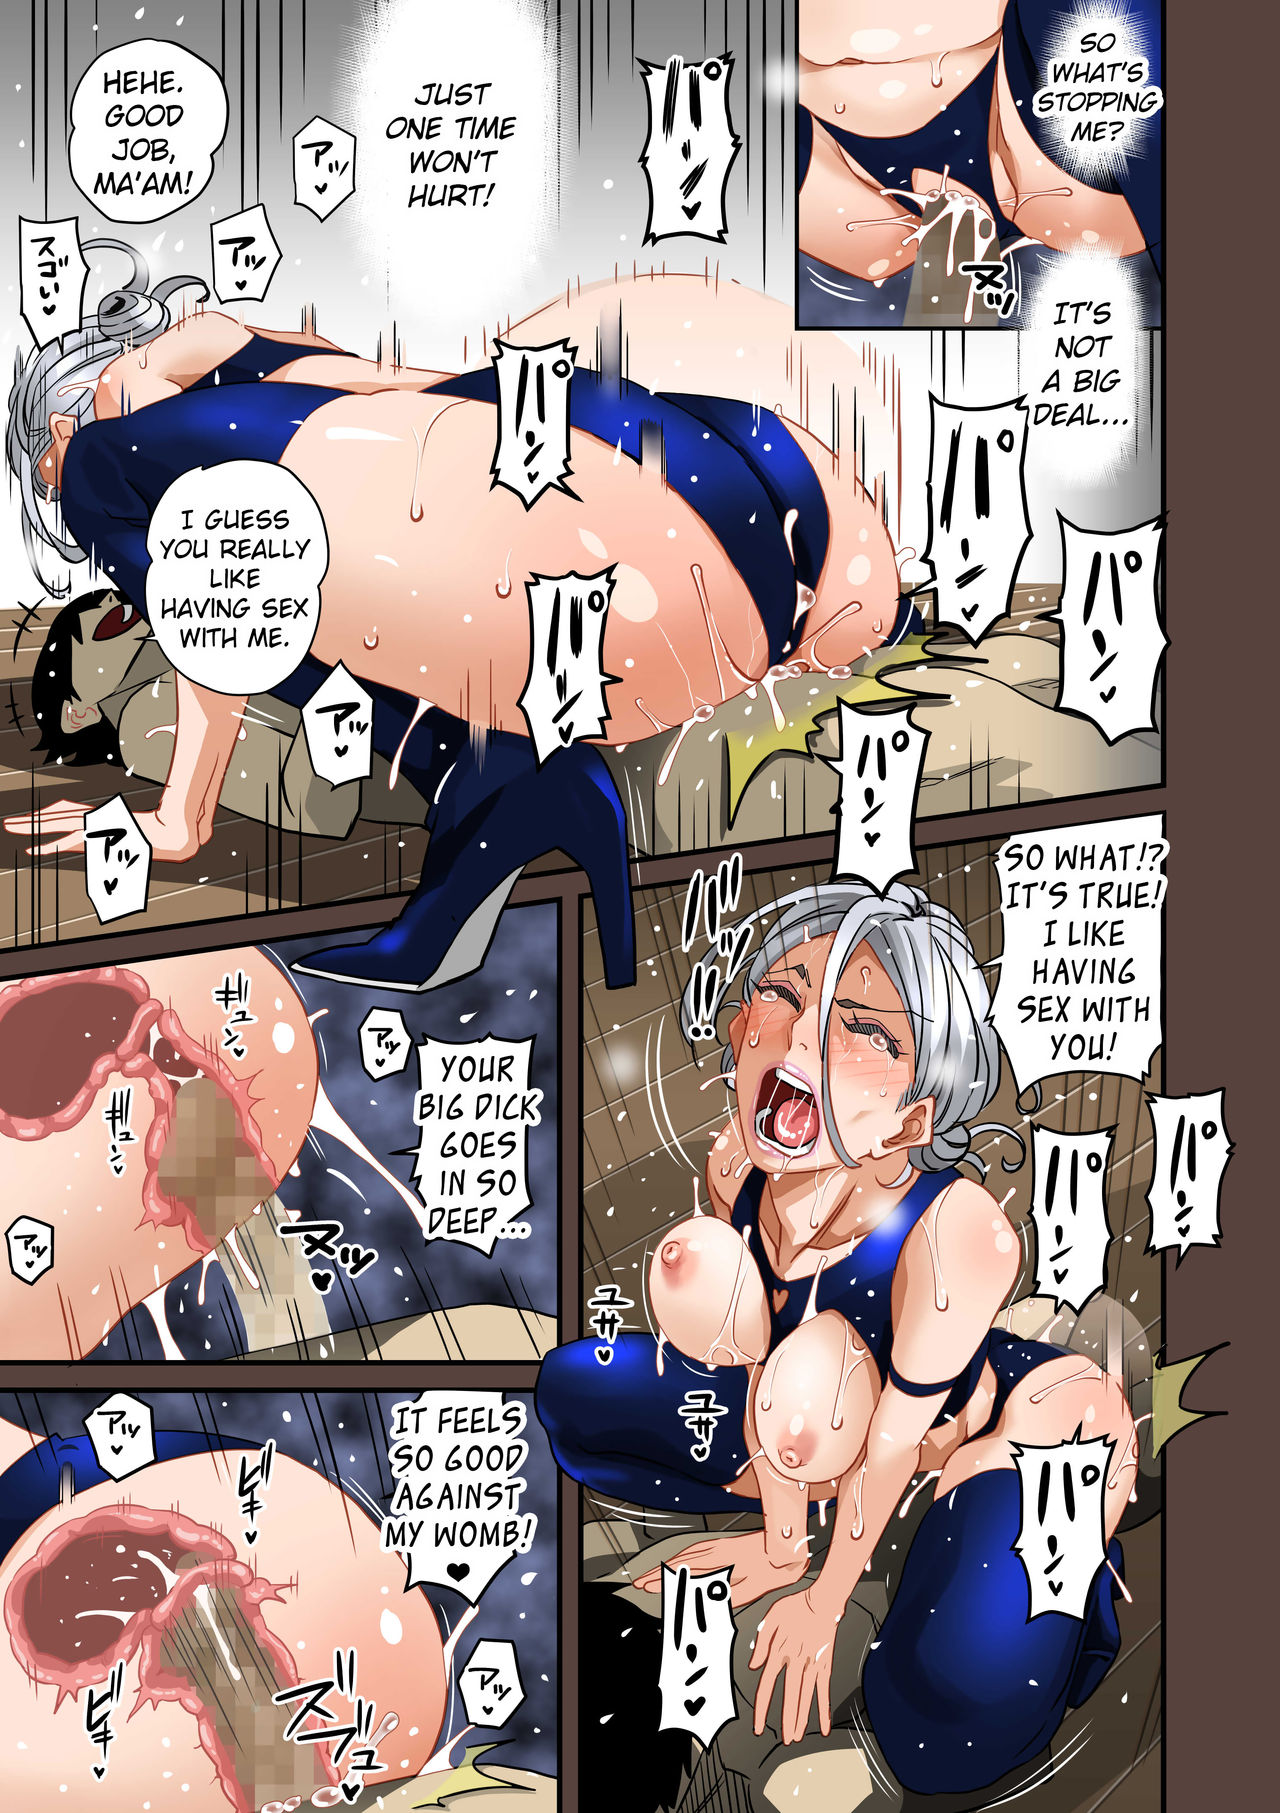 SO
WHAT'S
STOPPING
ME?
IT'S
NOT
A BIG
DEAL...
ヌッ
パン♥
JUST
ONE TIME
WON'T
HURT!
HEHE.
GOOD
JOB,
MA'AM!
アッ♥
アッ♥
スゴい♥
パン♥
パン♥
パン♥
パン♥
パン♥
I GUESS
YOU REALLY
LIKE
HAVING SEX
WITH ME.
アッ♥
アッ♥
SO WHAT!?
IT'S TRUE!
I LIKE
HAVING
SEX WITH
YOU!
パン♥
パン♥
ユサ♥
ユサ♥
パン♥
パン♥
ギュン
ギュン♥
アッ♥
YOUR
BIG DICK
GOES
IN SO
DEEP...
アッ♥
ヌッ♥
アッ♥
IT FEELS
SO GOOD
AGAINST
MY WOMB!
♥
ビキ♥
ビキ♥
アッ♥
ズブュ♥